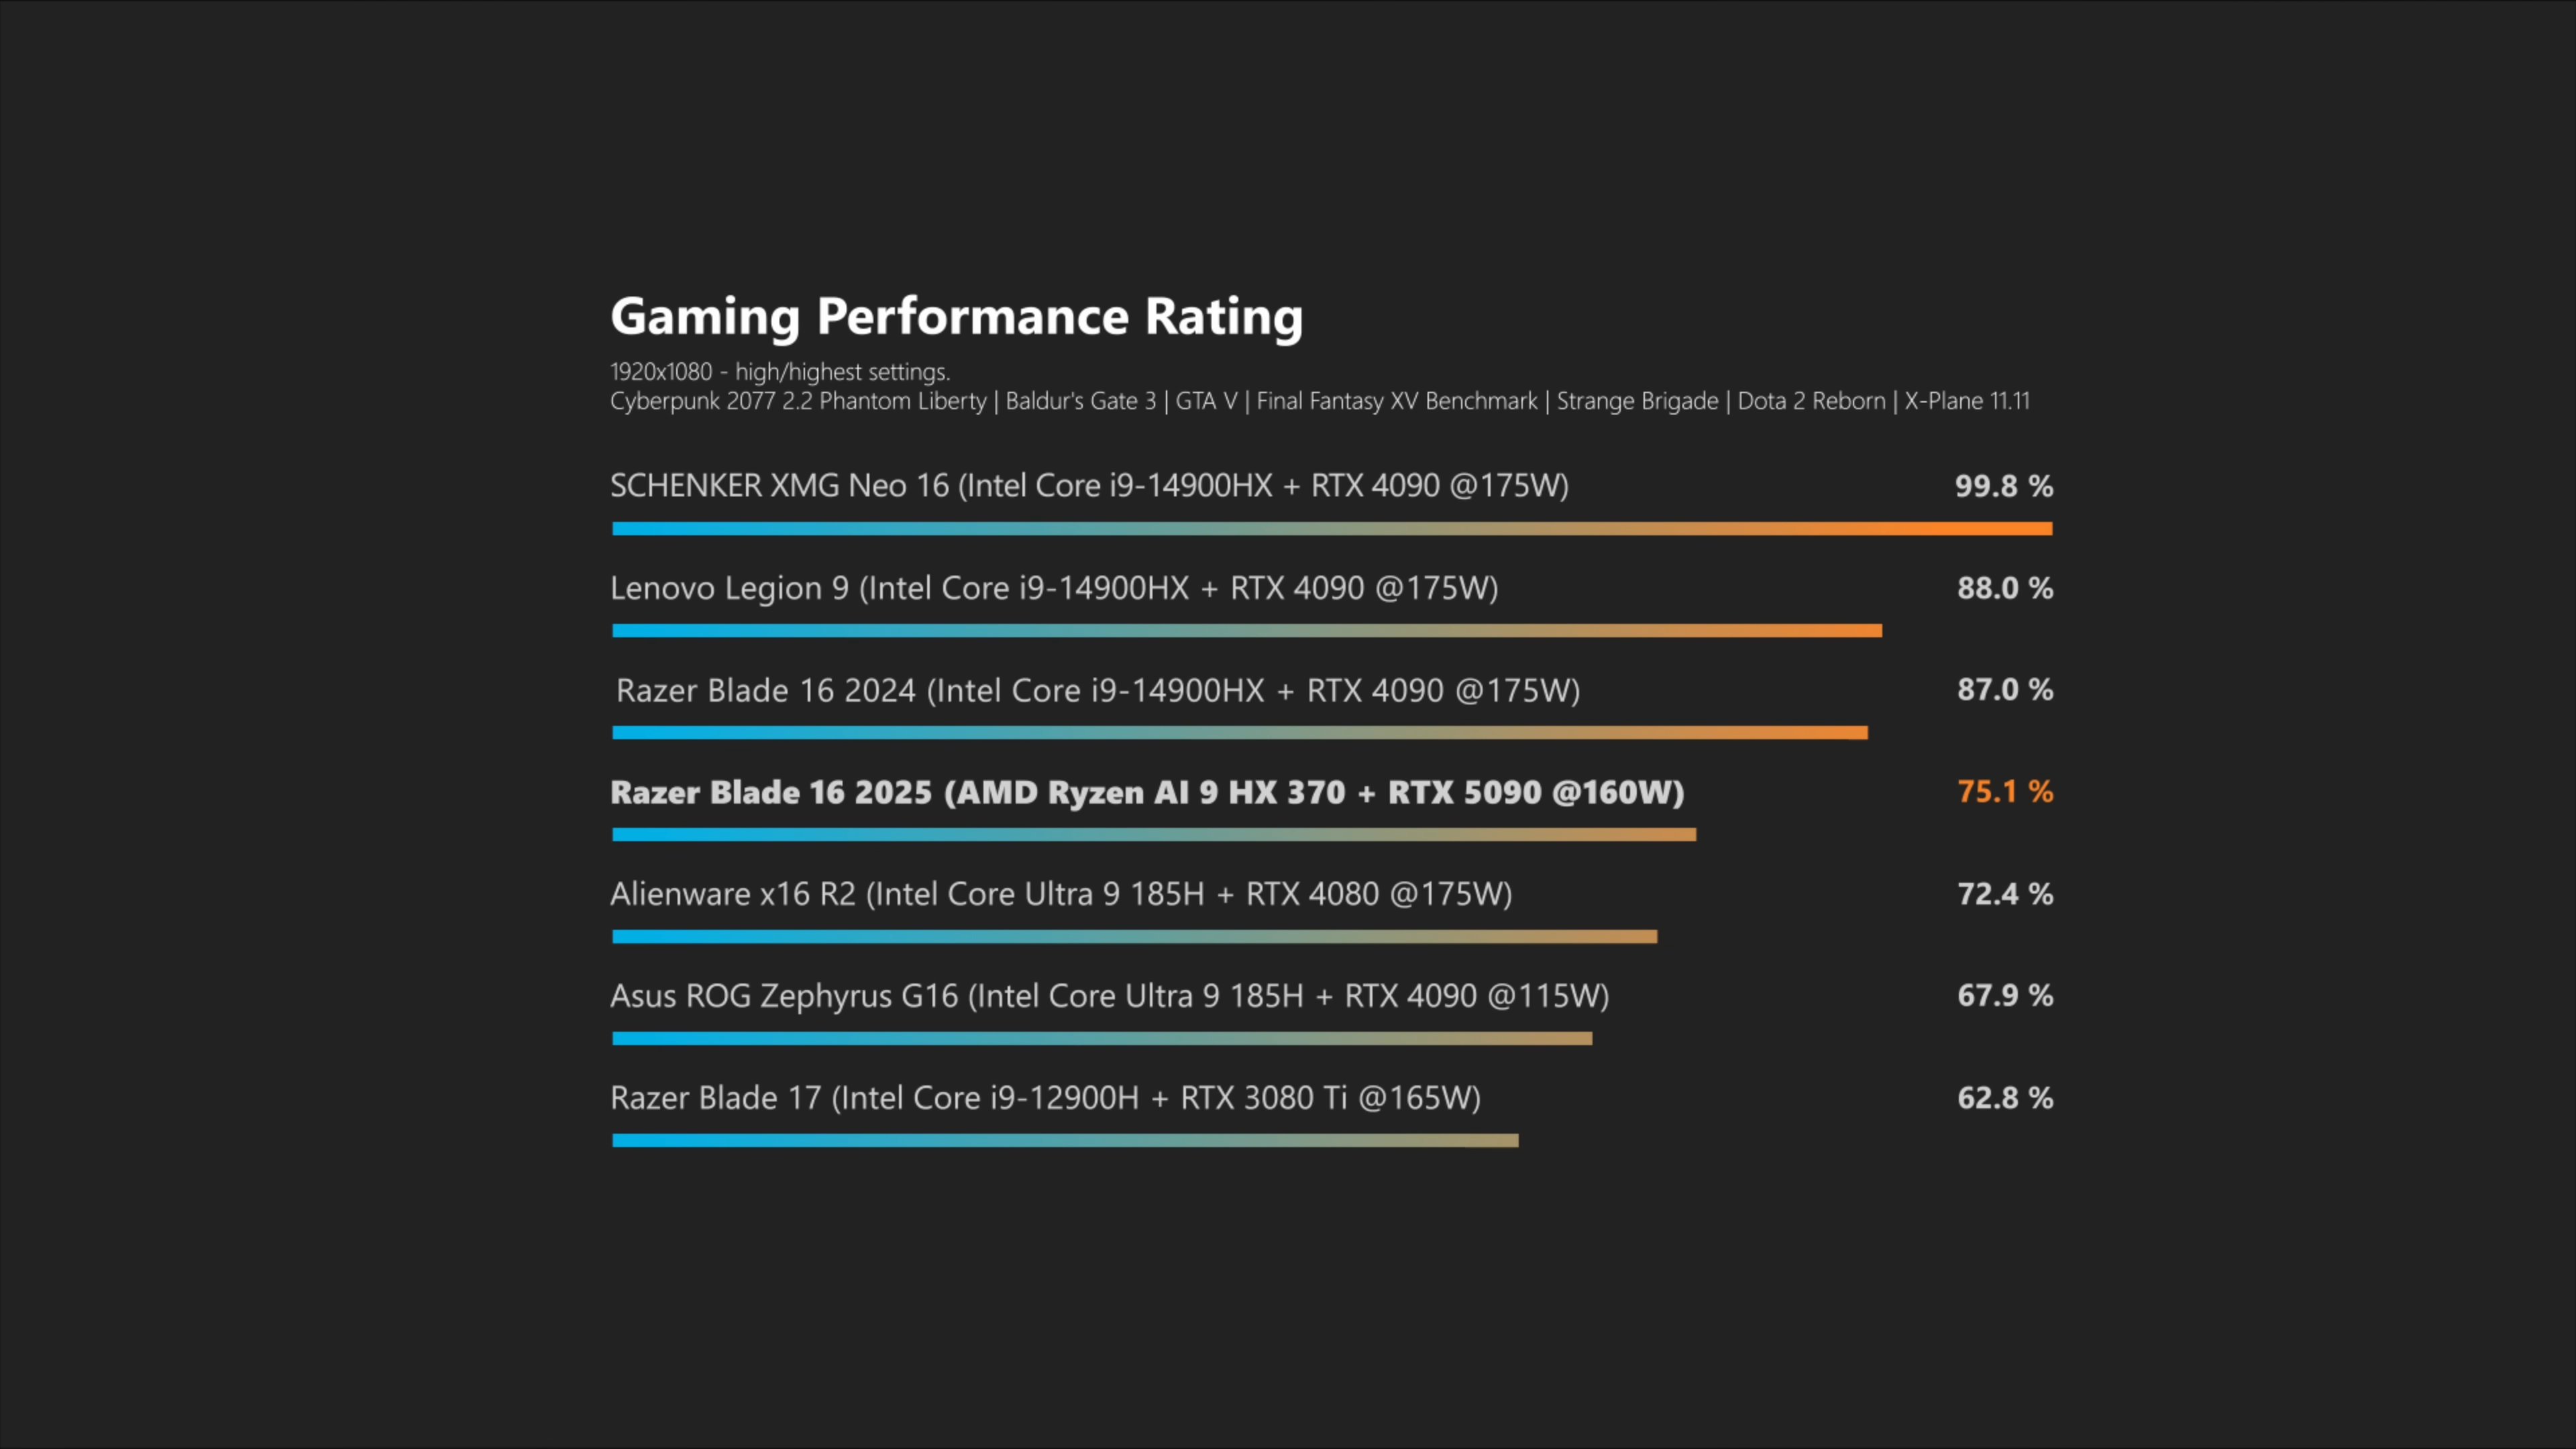 Gaming Performance Rating
1920x1080 - high/highest settings.
Cyberpunk 2077 2.2 Phantom Liberty | Baldur's Gate 3 | GTA V | Final Fantasy XV Benchmark | Strange Brigade | Dota 2 Reborn | X-Plane 11.11
SCHENKER XMG Neo 16 (Intel Core i9-14900HX + RTX 4090 @175W) 99.8 %
Lenovo Legion 9 (Intel Core i9-14900HX + RTX 4090 @175W) 88.0 %
Razer Blade 16 2024 (Intel Core i9-14900HX + RTX 4090 @175W) 87.0 %
Razer Blade 16 2025 (AMD Ryzen AI 9 HX 370 + RTX 5090 @160W) 75.1 %
Alienware x16 R2 (Intel Core Ultra 9 185H + RTX 4080 @175W) 72.4 %
Asus ROG Zephyrus G16 (Intel Core Ultra 9 185H + RTX 4090 @115W) 67.9 %
Razer Blade 17 (Intel Core i9-12900H + RTX 3080 Ti @165W) 62.8 %